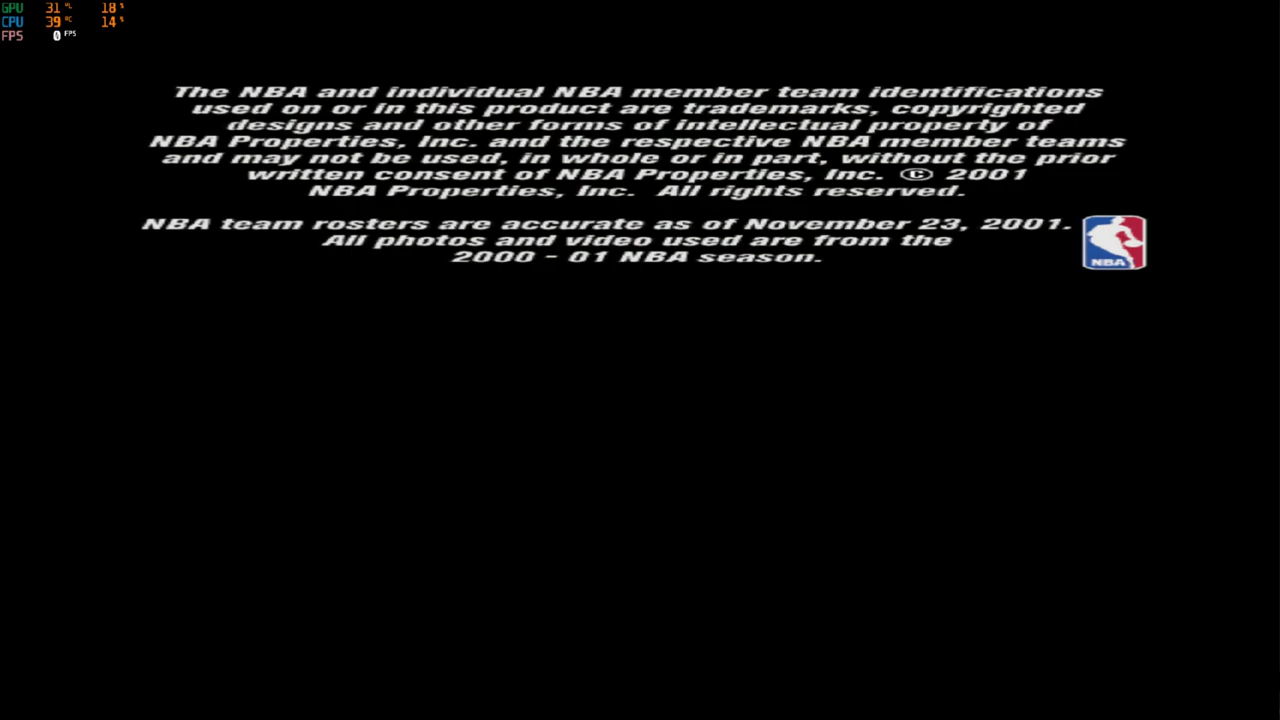 GPU 31 °C 18 %
CPU 39 °C 14 %
FPS 0 FPS
The NBA and individual NBA member team identifications
used on or in this product are trademarks, copyrighted
designs and other forms of intellectual property of
NBA Properties, Inc. and the respective NBA member teams
and may not be used, in whole or in part, without the prior
written consent of NBA Properties, Inc. © 2001
NBA Properties, Inc. All rights reserved.
NBA team rosters are accurate as of November 23, 2001.
All photos and video used are from the
2000 - 01 NBA season.
NBA